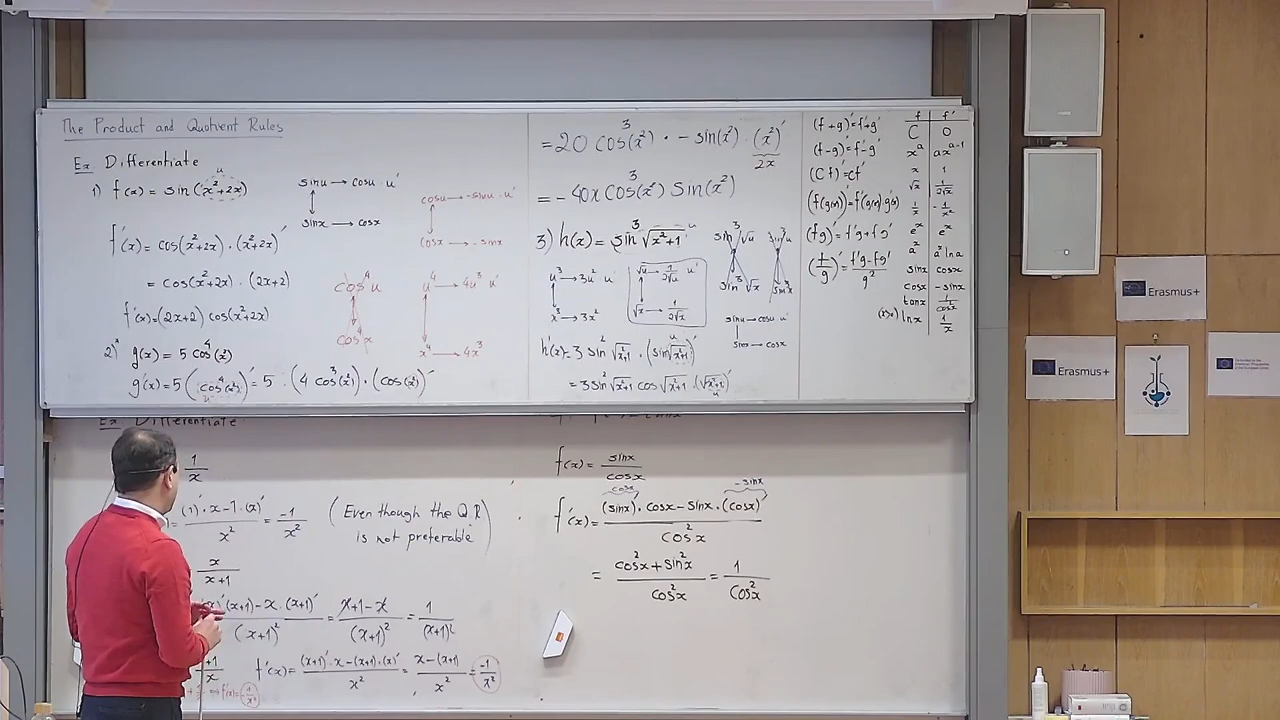 The Product and Quotient Rules
Ex Differentiate
1) f(x) = sin(x²+2x)
u
sinu → cosu · u'
sinx → cosx
cosu → -sinu · u'
cosx → -sinx
f'(x) = cos(x²+2x) · (x²+2x)'
= cos(x²+2x) · (2x+2)
f'(x) = (2x+2) cos(x²+2x)
cos⁴u
cos⁴x
u⁴ → 4u³ u'
x⁴ → 4x³
2) g(x) = 5 cos⁴(x²)
g'(x) = 5 (cos⁴(x²))' = 5 · (4 cos³(x²)) · (cos(x²))'
u
= 20 cos³(x²) · -sin(x²) · (x²)'
2x
= -40x cos³(x²) sin(x²)
3) h(x) = sin³ √x²+1
u³ → 3u² u'
x³ → 3x²
√u → 1/2√u u'
√x → 1/2√x
sin³√u
sin³√x
sin³u
sin³x
sinu → cosu u'
sinx → cosx
h'(x) = 3 sin² √x²+1 · (sin√x²+1)'
u
= 3 sin² √x²+1 cos √x²+1 · (√x²+1)'
u
(f+g)' = f'+g'
(f-g)' = f'-g'
(cf)' = cf'
(f(g(x)))' = f'(g(x)) g'(x)
(fg)' = f'g+fg'
(f/g)' = f'g-fg'/g²
f f'
C 0
xᵃ axᵃ⁻¹
x 1
√x 1/2√x
1/x -1/x²
eˣ eˣ
aˣ aˣ ln a
sinx cosx
cosx -sinx
tanx 1/cos²x
(x>0) lnx 1/x
Ex Differentiate
1/x
(1)' · x - 1 · (x)'/x² = -1/x²
(Even though the Q.R
is not preferable)
x/x+1
(x+1) - x · (x+1)'/(x+1)² = x+1-x/(x+1)² = 1/(x+1)²
+1/x
f'(x) = (x+1)' · x - (x+1) · (x)'/x² = x-(x+1)/x² = -1/x²
f(x) = sinx/cosx
cosx
-sinx
f'(x) = (sinx)' · cosx - sinx · (cosx)'/cos²x
= cos²x + sin²x/cos²x = 1/cos²x
Erasmus+
Erasmus+